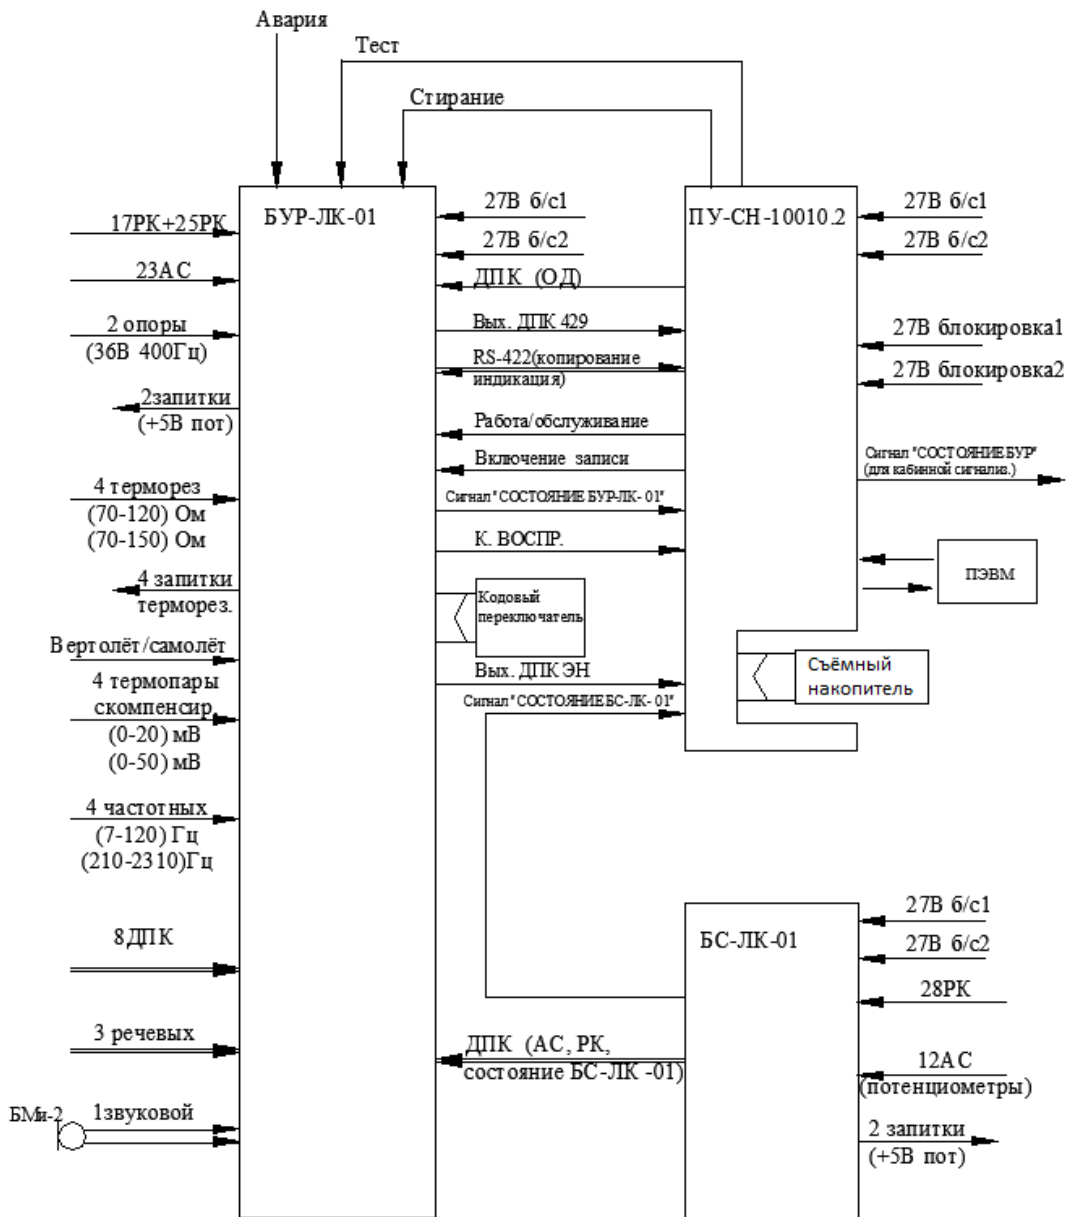 Авария
Тест
Стирание
БУР-ЛК-01
17РК+25РК
23АС
2 опоры
(36В 400Гц)
2запитки
(+5В пот)
4 терморез
(70-120) Ом
(70-150) Ом
4 запитки
терморез.
Вертолёт/самолёт
4 термопары
скомпенсир
(0-20) мВ
(0-50) мВ
4 частотных
(7-120) Гц
(210-2310)Гц
8ДПК
3 речевых
БМи-2
1звуковой
27В б/с1
27В б/с2
ДПК (ОД)
Вых. ДПК 429
RS-422(копирование
индикация)
Работа/обслуживание
Включение записи
Сигнал "СОСТОЯНИЕ БУР-ЛК- 01"
К. ВОСПР.
Кодовый
переключатель
Вых. ДПК ЭН
Сигнал "СОСТОЯНИЕ БС-ЛК- 01"
ДПК (АС, РК,
состояние БС-ЛК -01)
ПУ-СН-10010.2
27В б/с1
27В б/с2
27В блокировка1
27В блокировка2
Сигнал "СОСТОЯНИЕ БУР"
(для кабинной сигнализ.)
ПЭВМ
Съёмный
накопитель
БС-ЛК-01
27В б/с1
27В б/с2
28РК
12АС
(потенциометры)
2 запитки
(+5В пот)